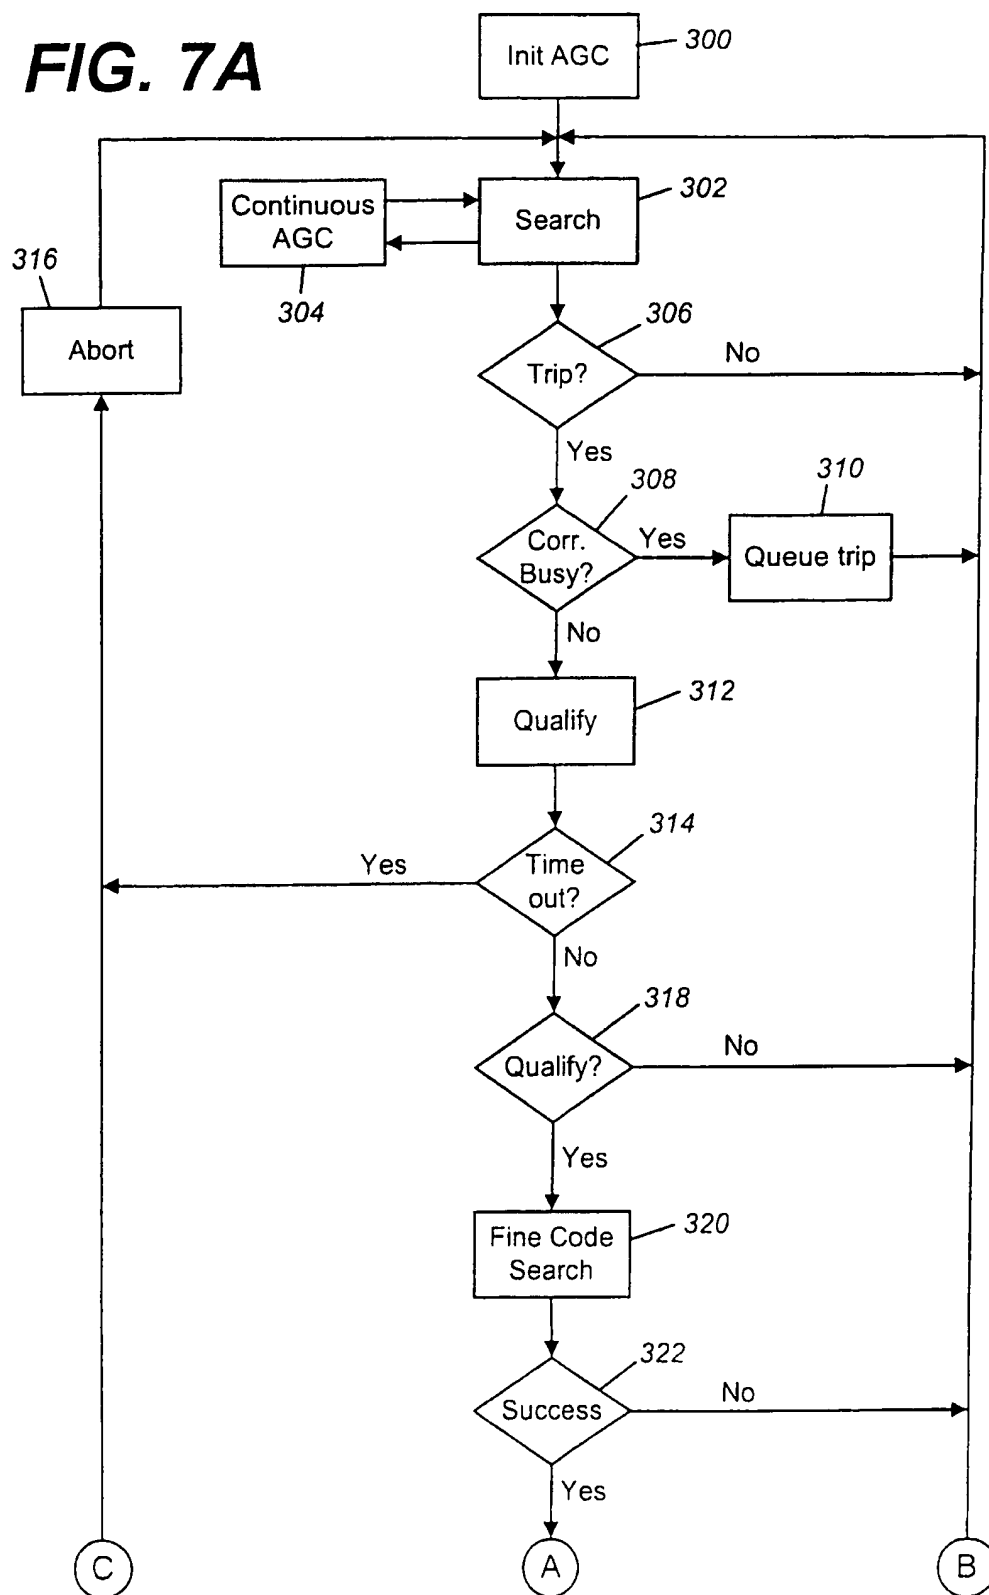 FIG. 7A
Init AGC
300
Continuous
AGC
304
Search
302
316
Abort
306
Trip?
No
Yes
308
Corr.
Busy?
Yes
310
Queue trip
No
312
Qualify
314
Time
out?
Yes
No
318
Qualify?
No
Yes
320
Fine Code
Search
322
Success
No
Yes
C
A
B